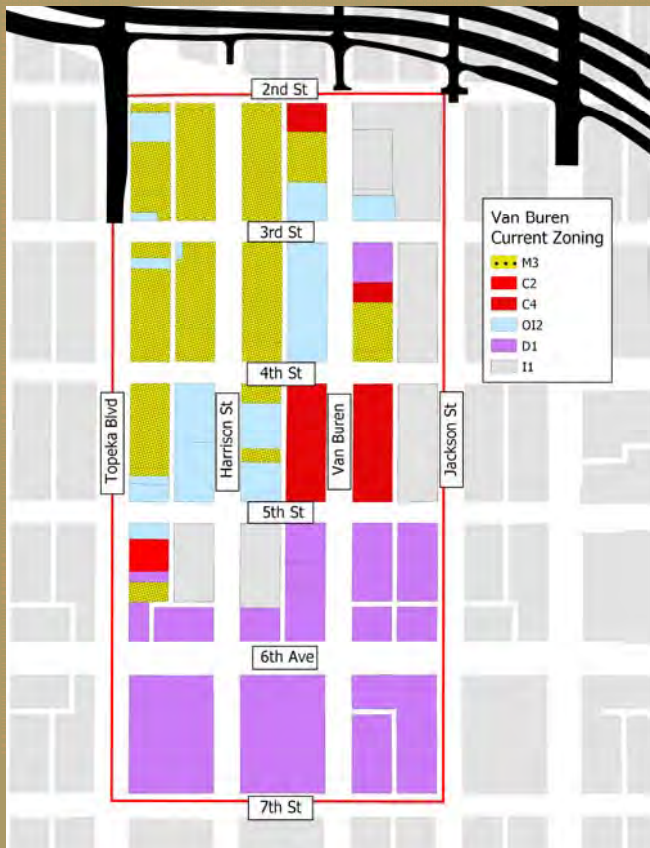 2nd St
3rd St
Van Buren
Current Zoning
M3
C2
C4
OI2
D1
I1
4th St
Topeka Blvd
Harrison St
Van Buren
Jackson St
5th St
6th Ave
7th St